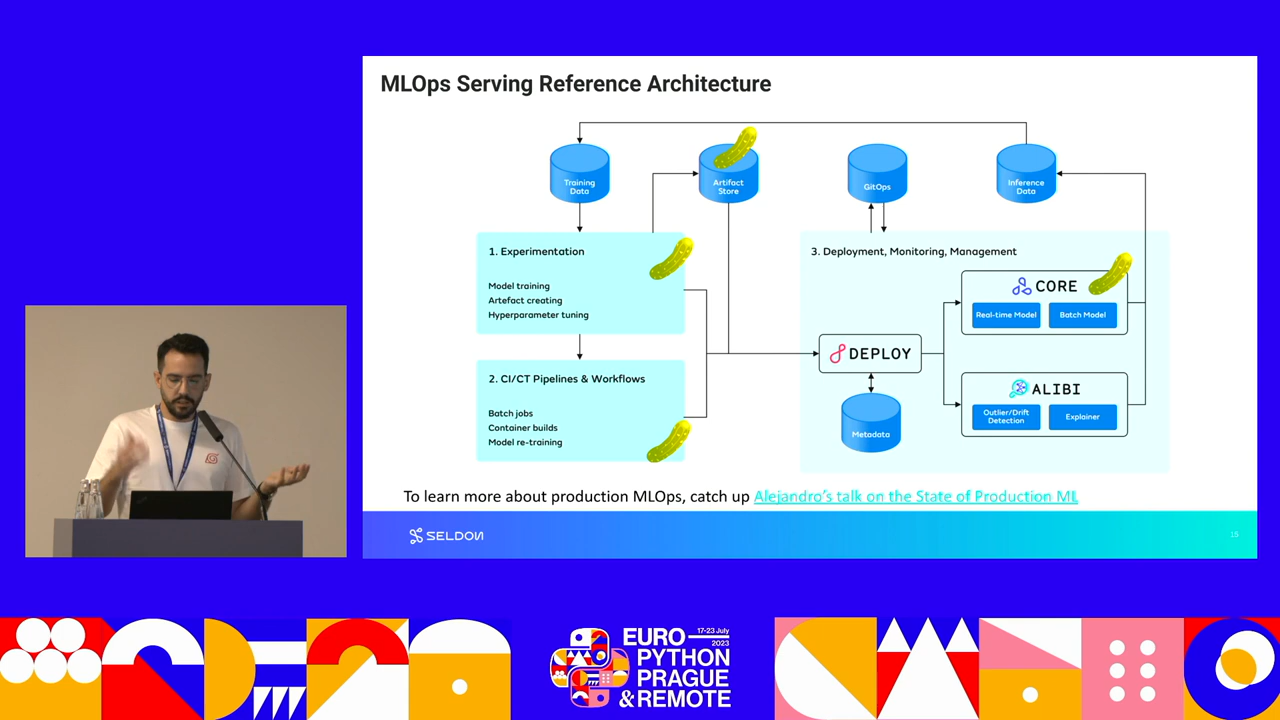 MLOps Serving Reference Architecture
Training
Data
Artifact
Store
GitOps
Inference
Data
1. Experimentation
Model training
Artefact creating
Hyperparameter tuning
2. CI/CT Pipelines & Workflows
Batch jobs
Container builds
Model re-training
3. Deployment, Monitoring, Management
DEPLOY
Metadata
CORE
Real-time Model
Batch Model
ALIBI
Outlier/Drift
Detection
Explainer
To learn more about production MLOps, catch up Alejandro's talk on the State of Production ML
SELDON
15
EURO
17-23 July
2023
PYTHON
PRAGUE
& REMOTE